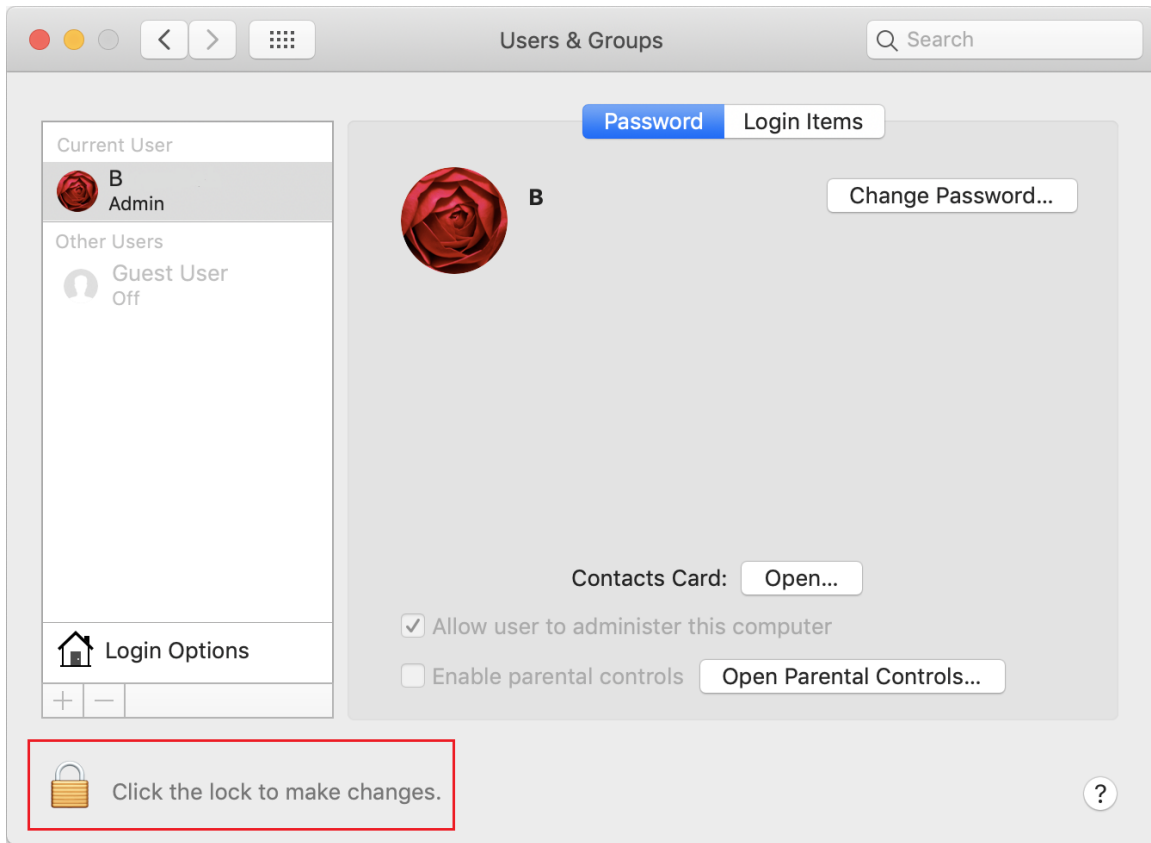 Users & Groups
Search
Current User
B
Admin
Other Users
Guest User
Off
Login Options
Password
Login Items
B
Change Password...
Contacts Card:
Open...
Allow user to administer this computer
Enable parental controls
Open Parental Controls...
Click the lock to make changes.
?